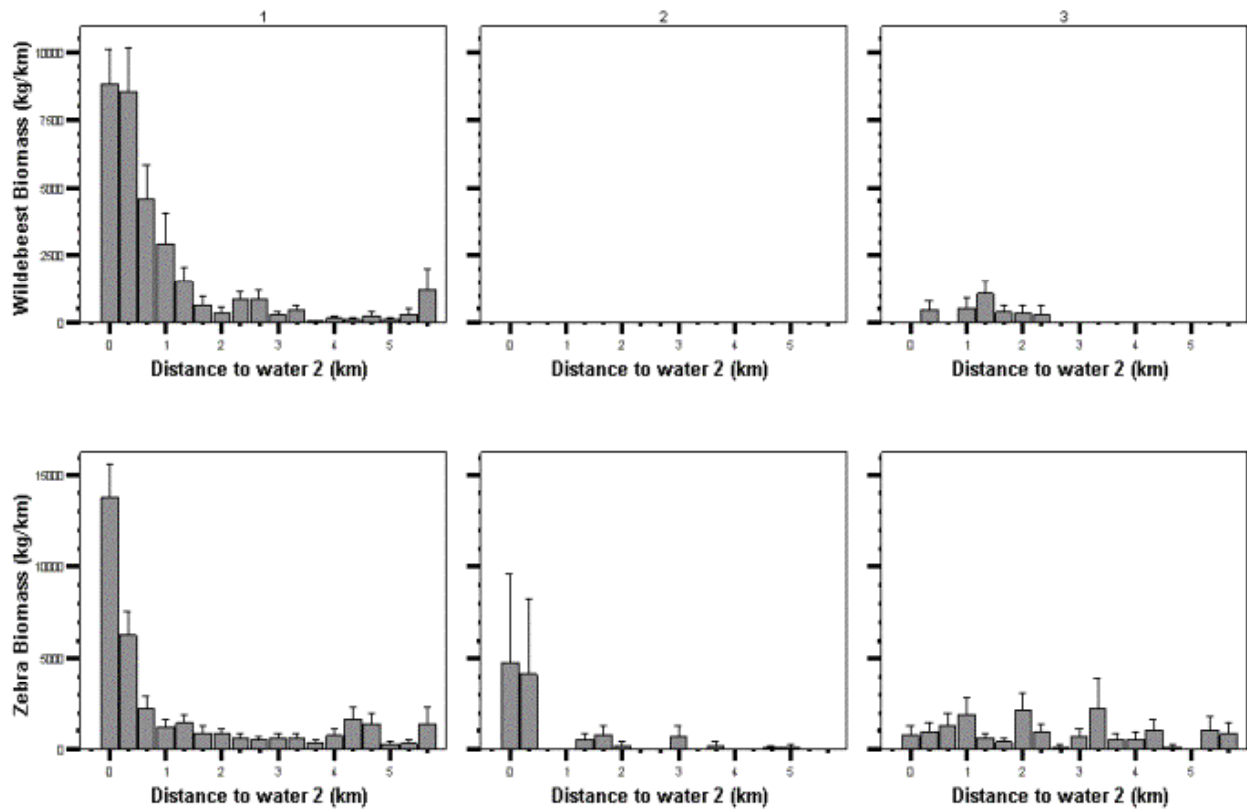 1 2 3
Wildebeest Biomass (kg/km)
10000
7500
5000
2500
0
0 1 2 3 4 5
0 1 2 3 4 5
0 1 2 3 4 5
Distance to water 2 (km) Distance to water 2 (km) Distance to water 2 (km)
Zebra Biomass (kg/km)
15000
10000
5000
0
0 1 2 3 4 5
0 1 2 3 4 5
0 1 2 3 4 5
Distance to water 2 (km) Distance to water 2 (km) Distance to water 2 (km)